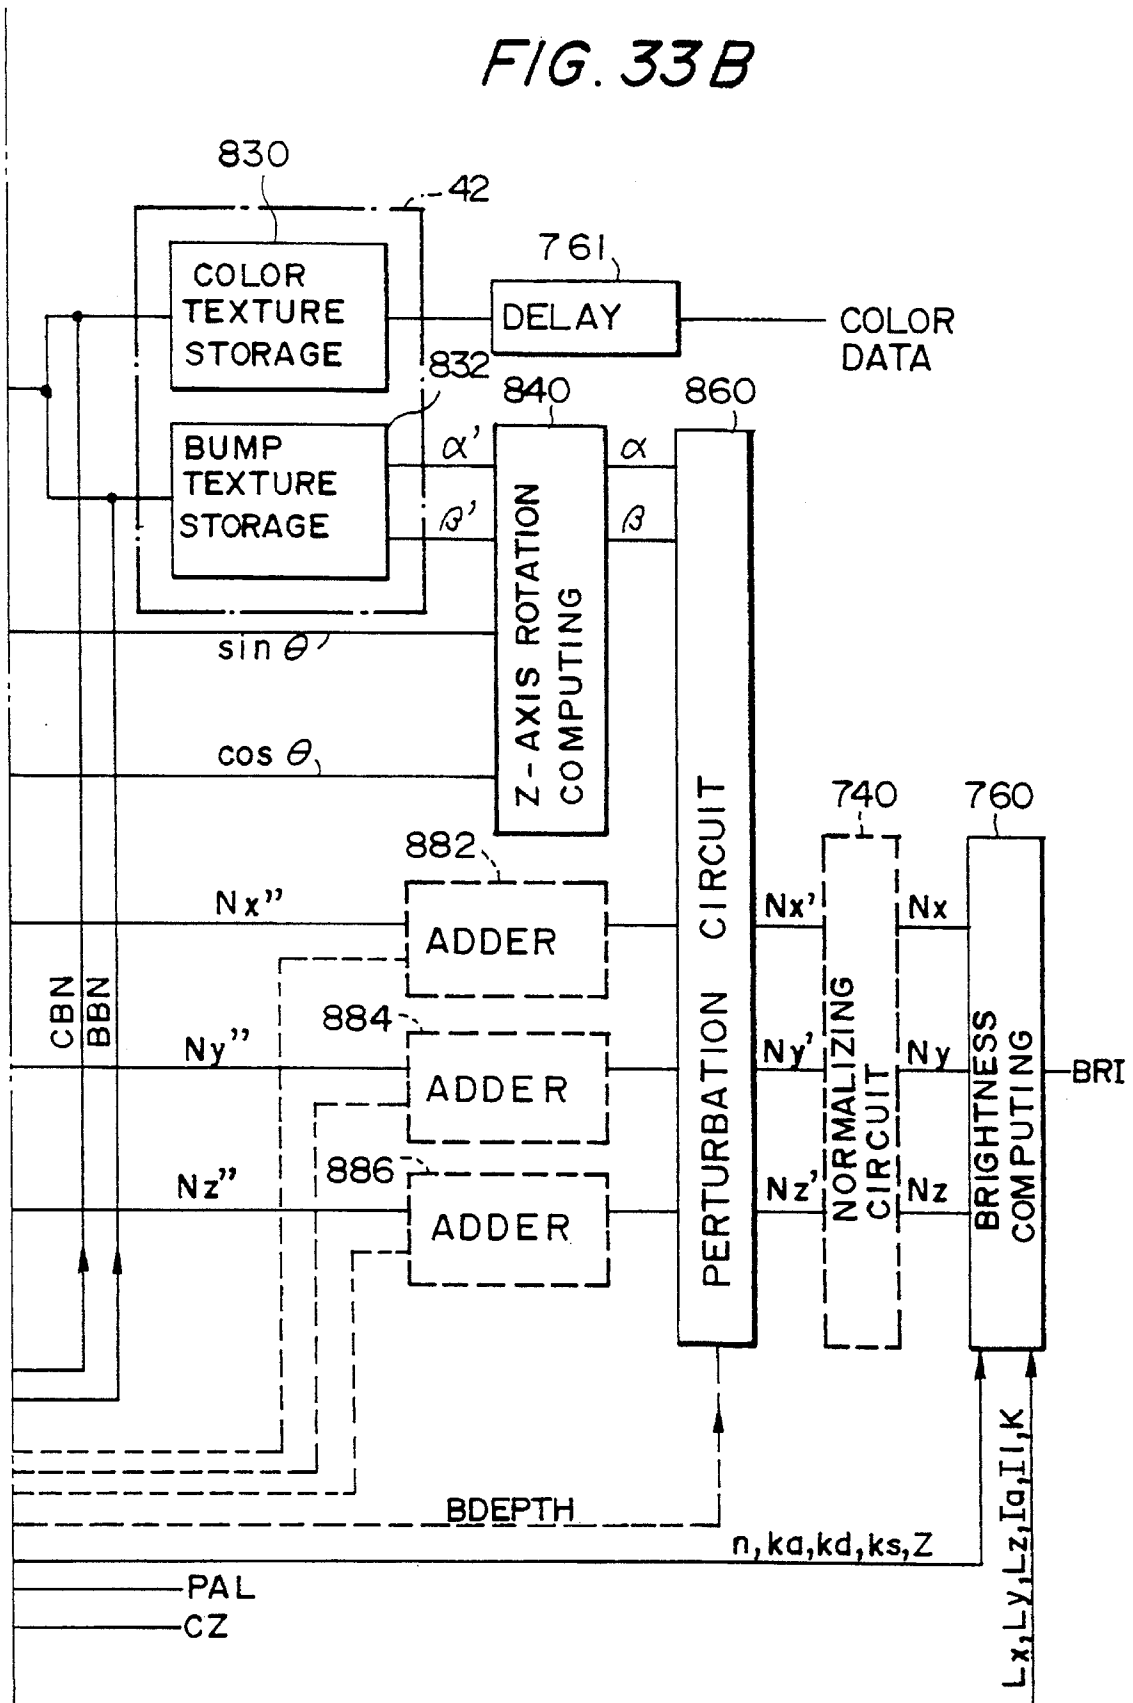 FIG. 33B
830
42
COLOR
TEXTURE
STORAGE
761
DELAY
COLOR
DATA
832
840
860
BUMP
TEXTURE
STORAGE
α'
β'
α
β
Z-AXIS ROTATION
COMPUTING
sin θ
cos θ
PERTURBATION CIRCUIT
740
760
882
Nx"
ADDER
Nx'
Nx
CBN
BBN
884
Ny"
ADDER
Ny'
Ny
NORMALIZING
CIRCUIT
BRIGHTNESS
COMPUTING
BRI
886
Nz"
ADDER
Nz'
Nz
BDEPTH
n,ka,kd,ks,Z
Lx,Ly,Lz,Ia,Il,K
PAL
CZ